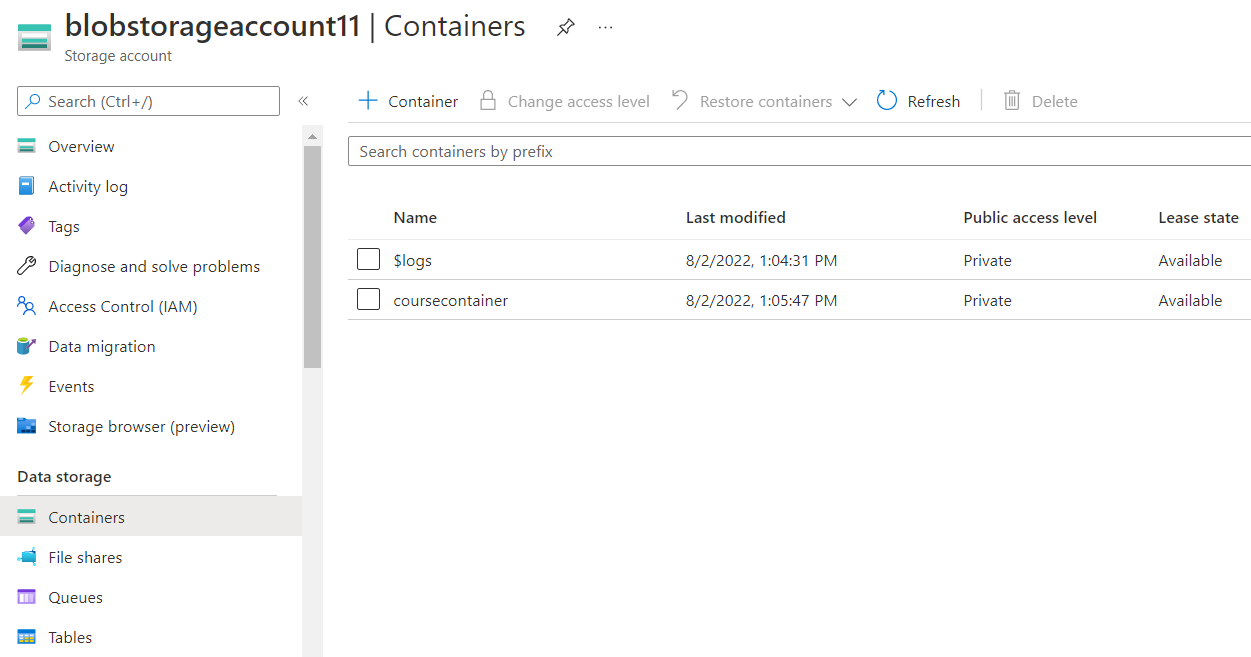 blobstorageaccount11 | Containers
Storage account
Search (Ctrl+/)
Overview
Activity log
Tags
Diagnose and solve problems
Access Control (IAM)
Data migration
Events
Storage browser (preview)
Data storage
Containers
File shares
Queues
Tables
Container Change access level Restore containers Refresh Delete
Search containers by prefix
Name Last modified Public access level Lease state
$logs 8/2/2022, 1:04:31 PM Private Available
coursecontainer 8/2/2022, 1:05:47 PM Private Available